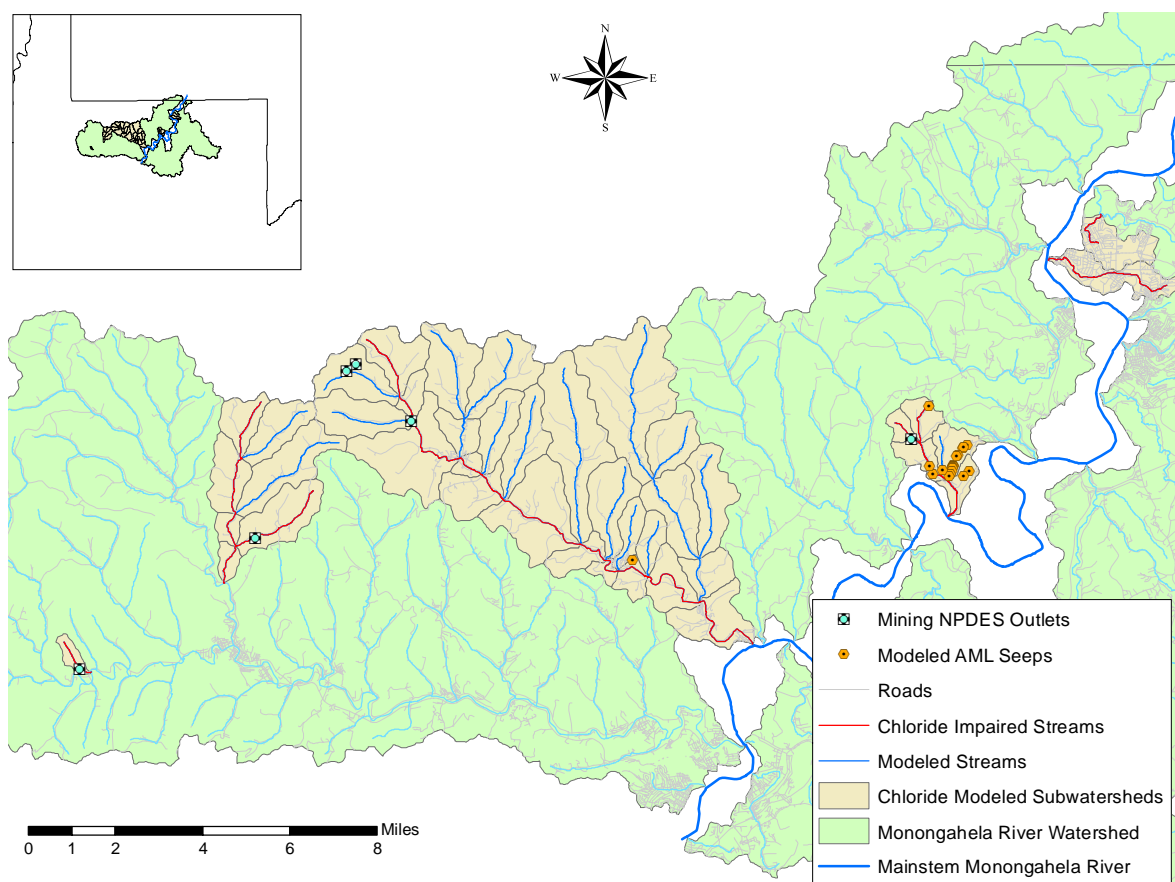 N
W
E
S
Mining NPDES Outlets
Modeled AML Seeps
Roads
Chloride Impaired Streams
Modeled Streams
Chloride Modeled Subwatersheds
Monongahela River Watershed
Mainstem Monongahela River
Miles
0 1 2 4 6 8